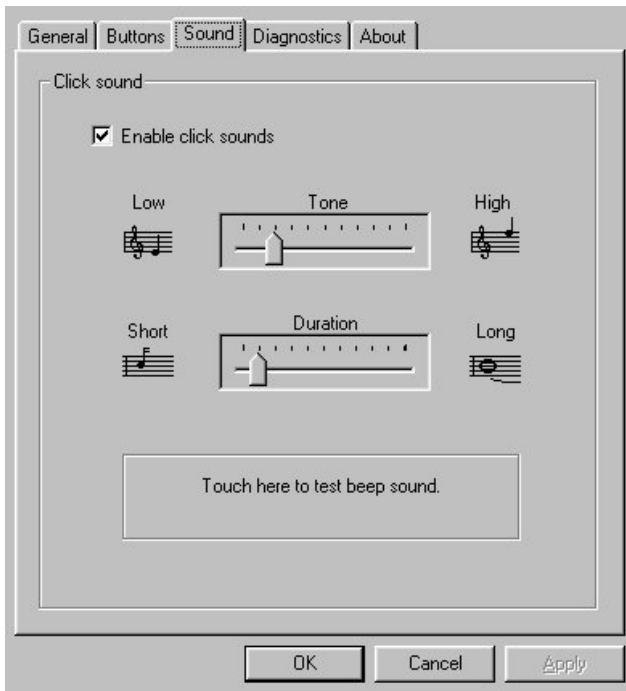 General Buttons Sound Diagnostics About
Click sound
Enable click sounds
Low Tone High
Short Duration Long
Touch here to test beep sound.
OK Cancel Apply